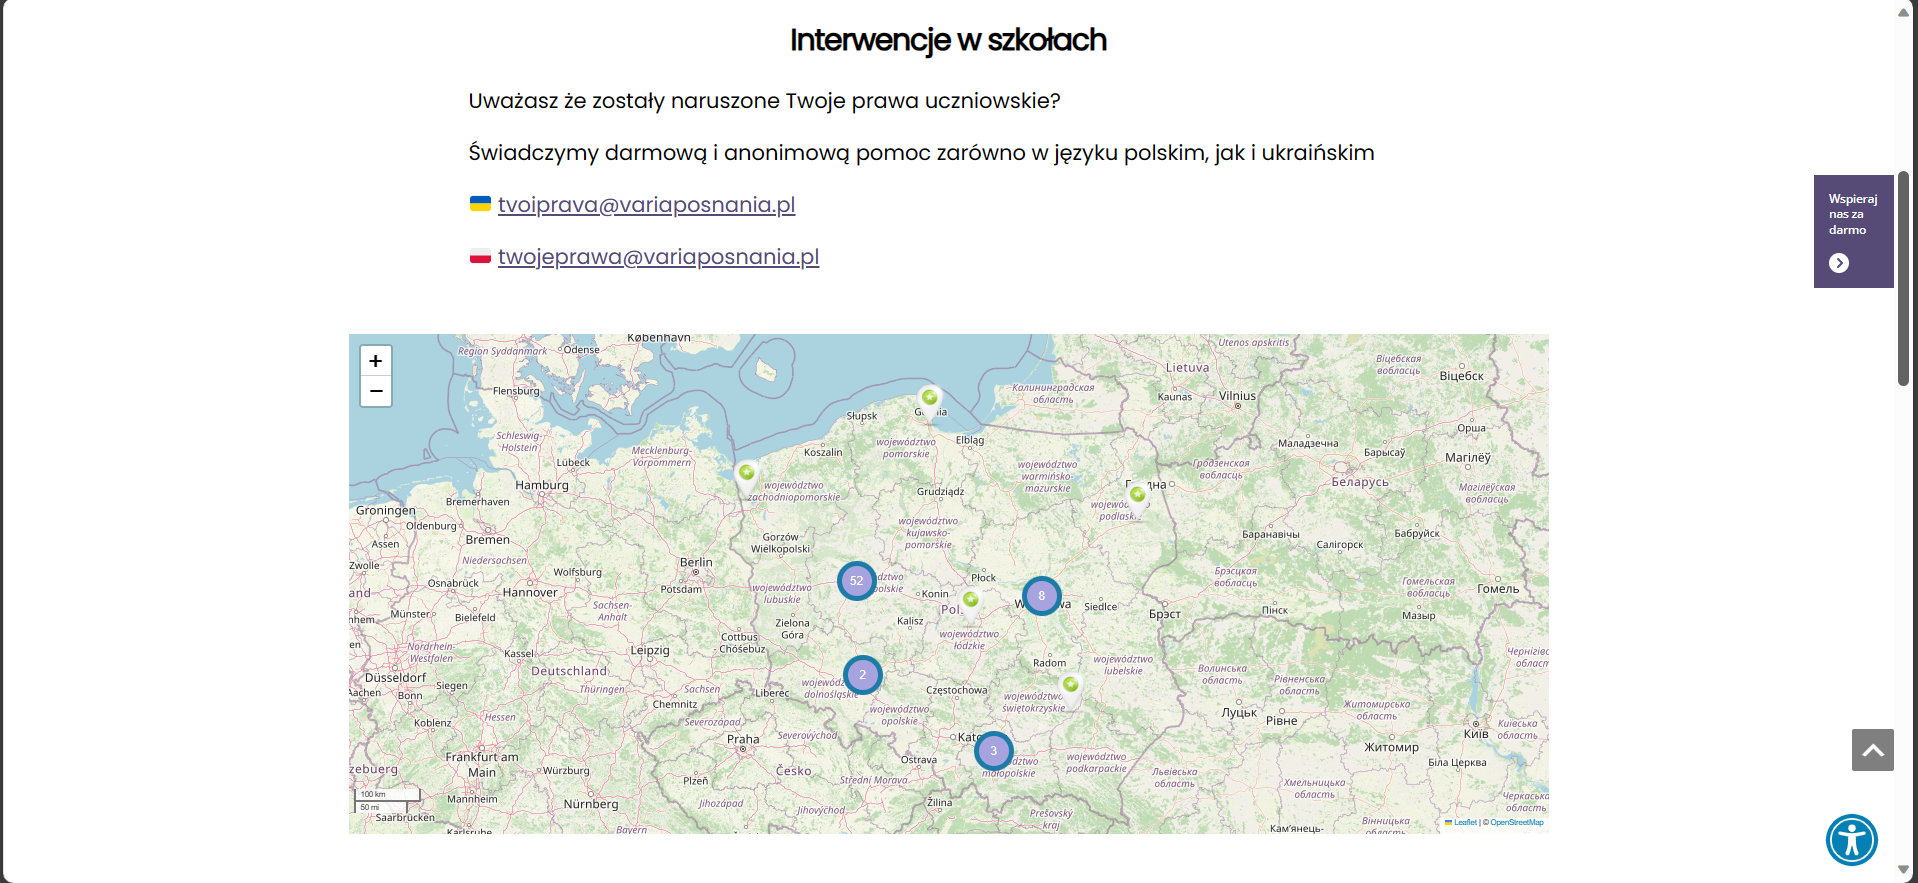 Interwencje w szkołach
Uważasz że zostały naruszone Twoje prawa uczniowskie?
Świadczymy darmową i anonimową pomoc zarówno w języku polskim, jak i ukraińskim
tvoiprava@variaposnania.pl
twojeprawa@variaposnania.pl
Wspieraj
nas za
darmo
+
−
København
Region Syddanmark
Odense
Utenos apskritis
Lietuva
Віцебская
вобласць
Віцебск
Flensburg
Калининградская
область
Kaunas
Vilnius
Słupsk
Орша
Schleswig-
Holstein
Elbląg
Маладзечна
Барысаў
Магілёў
Lübeck
Mecklenburg-
Vorpommern
Koszalin
województwo
pomorskie
województwo
warmińsko-
mazurskie
Гродзенская
вобласць
Беларусь
Магілеўская
вобласць
Hamburg
województwo
zachodniopomorskie
Grudziądz
Bremerhaven
Groningen
Oldenburg
Bremen
Assen
Niedersachsen
Gorzów
Wielkopolski
województwo
kujawsko-
pomorskie
Баранавічы
Салігорск
Бабруйск
Zwolle
Wolfsburg
Berlin
Potsdam
Osnabrück
Hannover
województwo
lubuskie
52
Konin
Płock
8
Siedlce
Брэст
Брэсцкая
вобласць
Пінск
Гомельская
вобласць
Гомель
Мазыр
Münster
Bielefeld
Sachsen-
Anhalt
Zielona
Góra
Kalisz
województwo
łódzkie
Cottbus -
Chóśebuz
Nordrhein-
Westfalen
Kassel
Leipzig
Deutschland
Radom
województwo
lubelskie
Волинська
область
Düsseldorf
Siegen
Thüringen
Sachsen
Liberec
2
Częstochowa
województwo
świętokrzyskie
Рівненська
область
Aachen
Bonn
Chemnitz
województwo
opolskie
Луцьк
Рівне
Житомирська
область
Київ
Київська
область
Koblenz
Hessen
Severozápad
Praha
Severovýchod
3
Житомир
Біла Церква
Frankfurt am
Main
Würzburg
Plzeň
Česko
Střední Morava
Ostrava
małopolskie
województwo
podkarpackie
Львівська
область
Хмельницька
область
100 km
50 mi
Mannheim
Nürnberg
Jihozápad
Jihovýchod
Žilina
Prešovský
kraj
Вінницька
область
Saarbrücken
Karlsruhe
Bayern
Кам'янець-
Leaflet | © OpenStreetMap